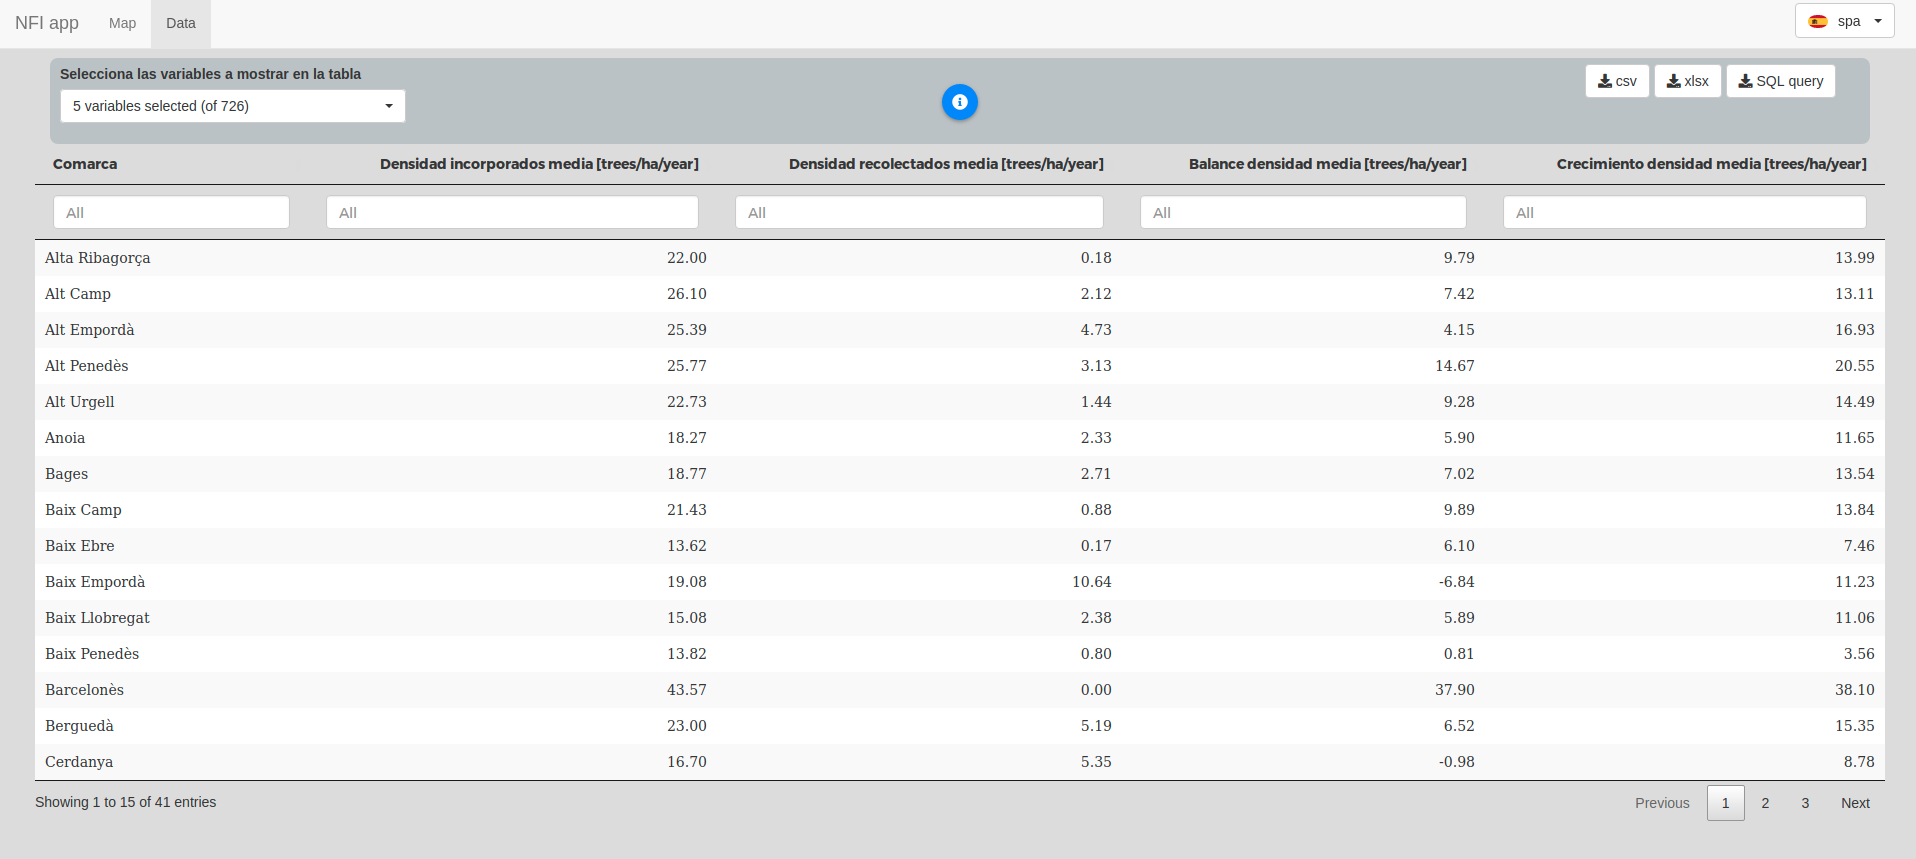 NFI app Map Data spa
Selecciona las variables a mostrar en la tabla
5 variables selected (of 726)
csv xlsx SQL query
Comarca Densidad incorporados media [trees/ha/year] Densidad recolectados media [trees/ha/year] Balance densidad media [trees/ha/year] Crecimiento densidad media [trees/ha/year]
All All All All All
Alta Ribagorça 22.00 0.18 9.79 13.99
Alt Camp 26.10 2.12 7.42 13.11
Alt Empordà 25.39 4.73 4.15 16.93
Alt Penedès 25.77 3.13 14.67 20.55
Alt Urgell 22.73 1.44 9.28 14.49
Anoia 18.27 2.33 5.90 11.65
Bages 18.77 2.71 7.02 13.54
Baix Camp 21.43 0.88 9.89 13.84
Baix Ebre 13.62 0.17 6.10 7.46
Baix Empordà 19.08 10.64 -6.84 11.23
Baix Llobregat 15.08 2.38 5.89 11.06
Baix Penedès 13.82 0.80 0.81 3.56
Barcelonès 43.57 0.00 37.90 38.10
Berguedà 23.00 5.19 6.52 15.35
Cerdanya 16.70 5.35 -0.98 8.78
Showing 1 to 15 of 41 entries Previous 1 2 3 Next